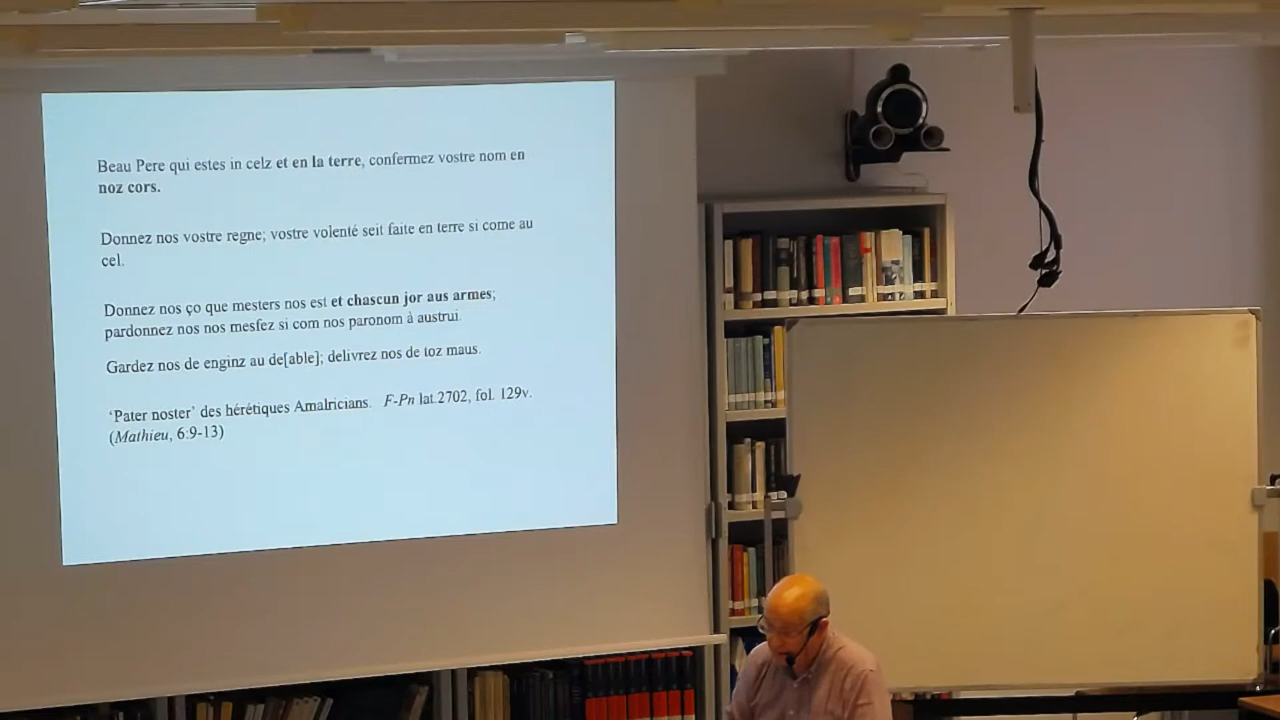 Beau Pere qui estes in celz et en la terre, confermez vostre nom en
noz cors.
Donnez nos vostre regne; vostre volenté seit faite en terre si come au
cel.
Donnez nos ço que mesters nos est et chascun jor aus armes;
pardonnez nos nos mesfez si com nos paronom à austrui.
Gardez nos de enginz au de[able]; delivrez nos de toz maus.
‘Pater noster’ des hérétiques Amalricians. F-Pn lat.2702, fol. 129v.
(Mathieu, 6:9-13)